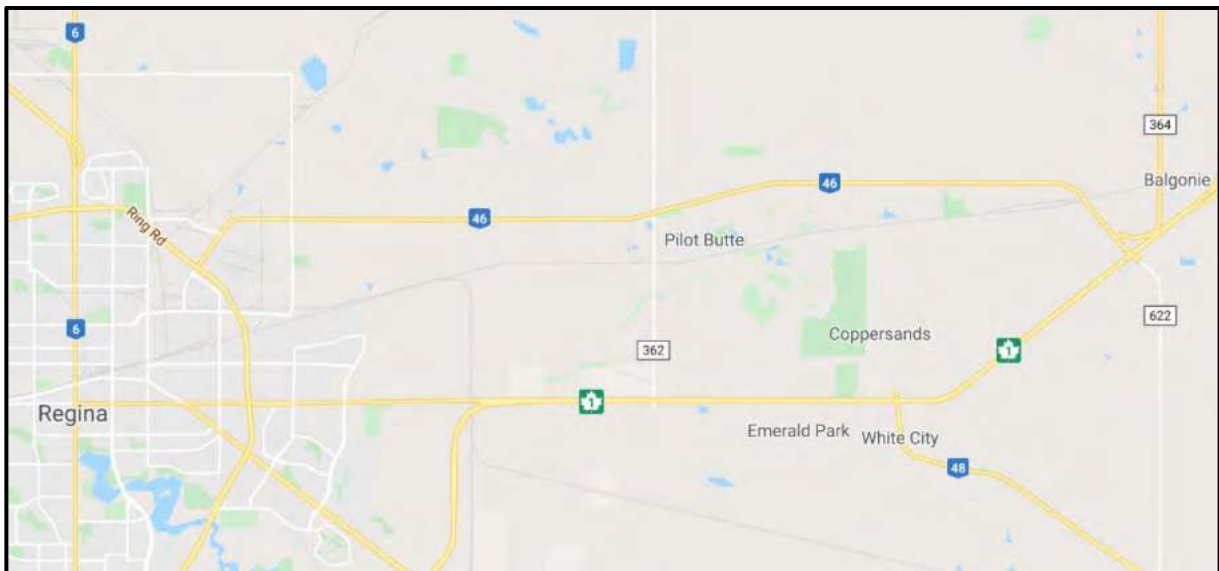 6
364
Balgonie
46
Ring Rd
46
Pilot Butte
622
6
Coppersands
362
1
1
Regina
Emerald Park
White City
48